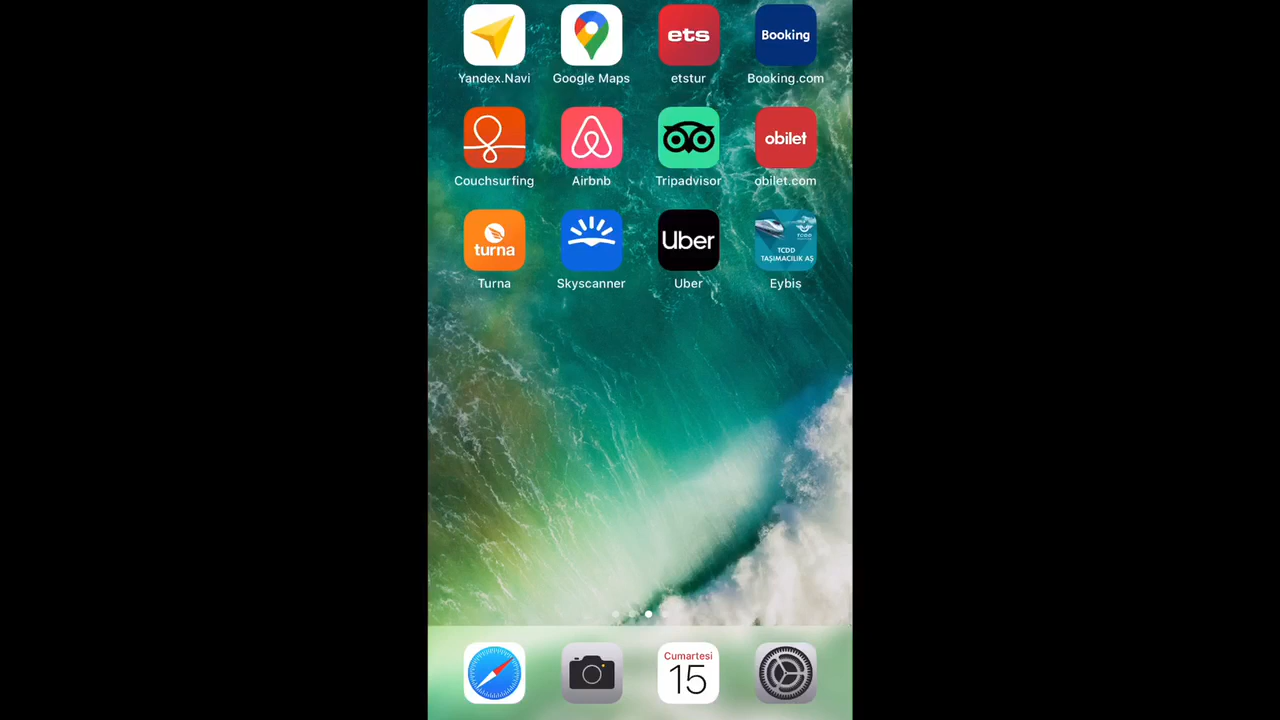 ets
Booking
Yandex.Navi
Google Maps
etstur
Booking.com
obilet
Couchsurfing
Airbnb
Tripadvisor
obilet.com
turna
Uber
TCDD
TCDD
TAŞIMACILIK AŞ
Turna
Skyscanner
Uber
Eybis
Cumartesi
15